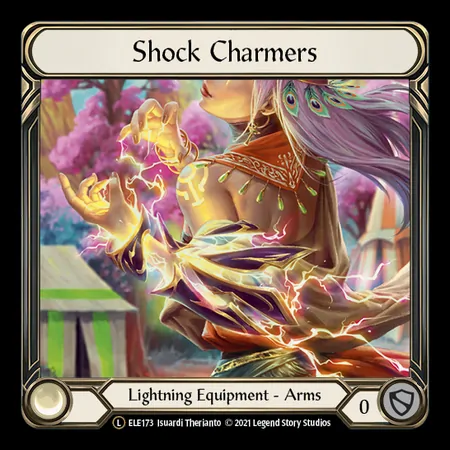 Shock Charmers
Lightning Equipment - Arms
0
L ELE173 Isuardi Therianto © 2021 Legend Story Studios